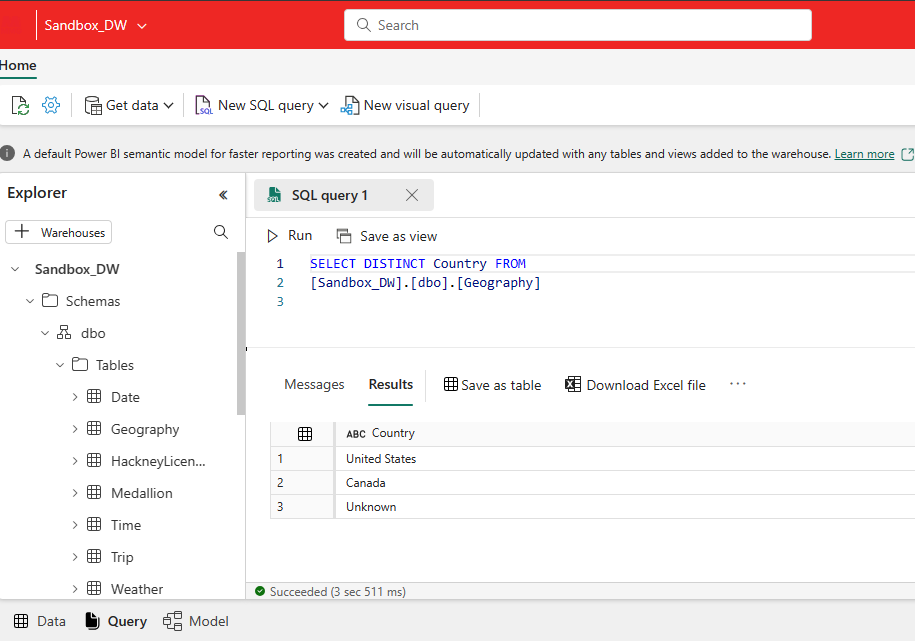 Sandbox_DW
Search
Home
Get data
New SQL query
New visual query
A default Power BI semantic model for faster reporting was created and will be automatically updated with any tables and views added to the warehouse. Learn more
Explorer
Warehouses
Sandbox_DW
Schemas
dbo
Tables
Date
Geography
HackneyLicen...
Medallion
Time
Trip
Weather
SQL query 1
Run
Save as view
1 SELECT DISTINCT Country FROM
2 [Sandbox_DW].[dbo].[Geography]
3
Messages Results Save as table Download Excel file ...
ABC Country
1 United States
2 Canada
3 Unknown
Succeeded (3 sec 511 ms)
Data Query Model